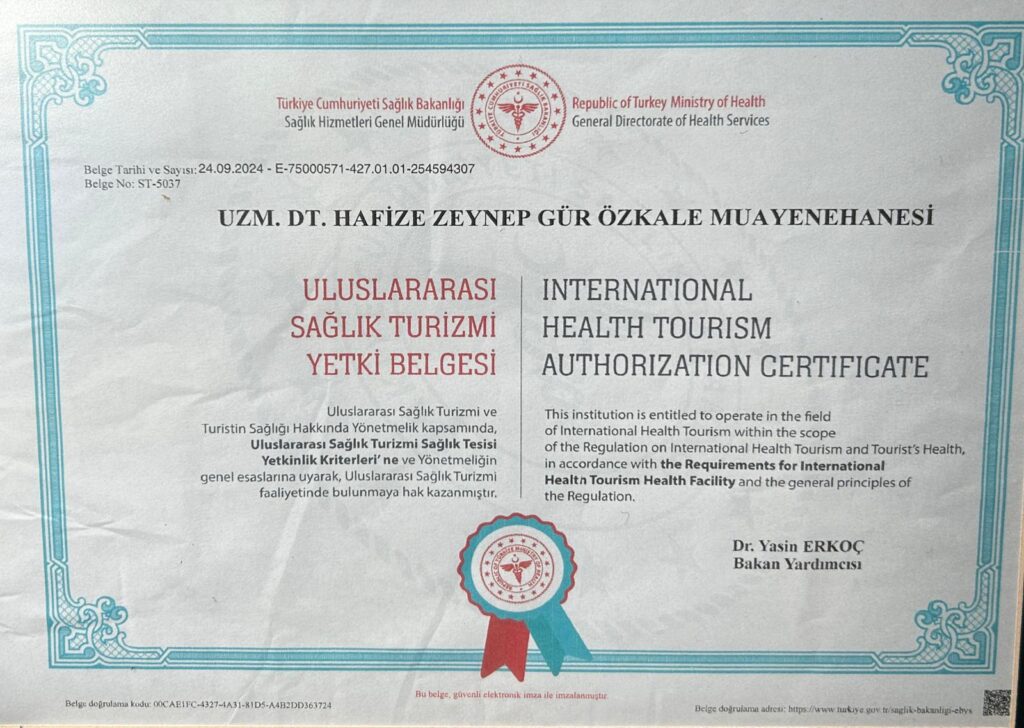 Türkiye Cumhuriyeti Sağlık Bakanlığı
Sağlık Hizmetleri Genel Müdürlüğü
Republic of Turkey Ministry of Health
General Directorate of Health Services
Belge Tarihi ve Sayısı: 24.09.2024 - E-75000571-427.01.01-254594307
Belge No: ST-5037
UZM. DT. HAFİZE ZEYNEP GÜR ÖZKALE MUAYENEHANESİ
ULUSLARARASI
SAĞLIK TURİZMİ
YETKİ BELGESİ
INTERNATIONAL
HEALTH TOURISM
AUTHORIZATION CERTIFICATE
Uluslararası Sağlık Turizmi ve
Turistin Sağlığı Hakkında Yönetmelik kapsamında,
Uluslararası Sağlık Turizmi Sağlık Tesisi
Yetkinlik Kriterleri' ne ve Yönetmeliğin
genel esaslarına uyarak, Uluslararası Sağlık Turizmi
faaliyetinde bulunmaya hak kazanmıştır.
This institution is entitled to operate in the field
of International Health Tourism within the scope
of the Regulation on International Health Tourism and Tourist's Health,
in accordance with the Requirements for International
Health Tourism Health Facility and the general principles of
the Regulation.
Dr. Yasin ERKOÇ
Bakan Yardımcısı
Bu belge, güvenli elektronik imza ile imzalanmıştır.
Belge doğrulama kodu: 00CAE1FC-4327-4A31-81D5-A4B2DD363724
Belge doğrulama adresi: https://www.turkiye.gov.tr/saglik-bakanligi-ebys